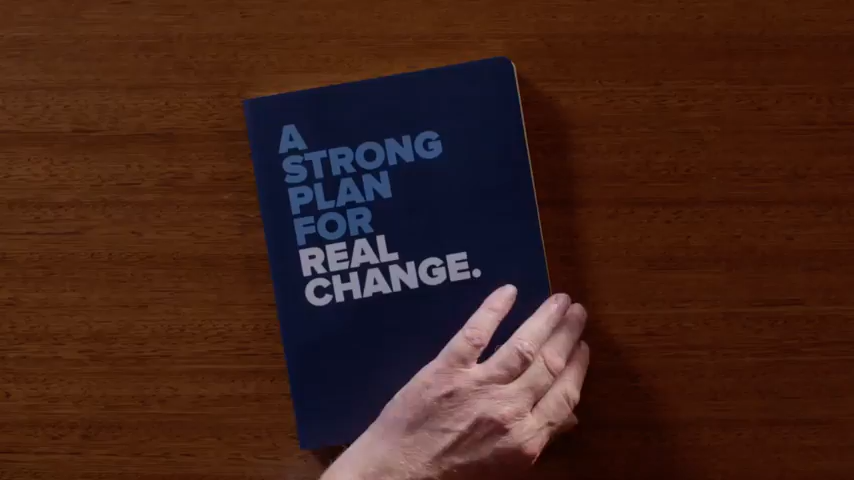 A
STRONG
PLAN
FOR
REAL
CHANGE.